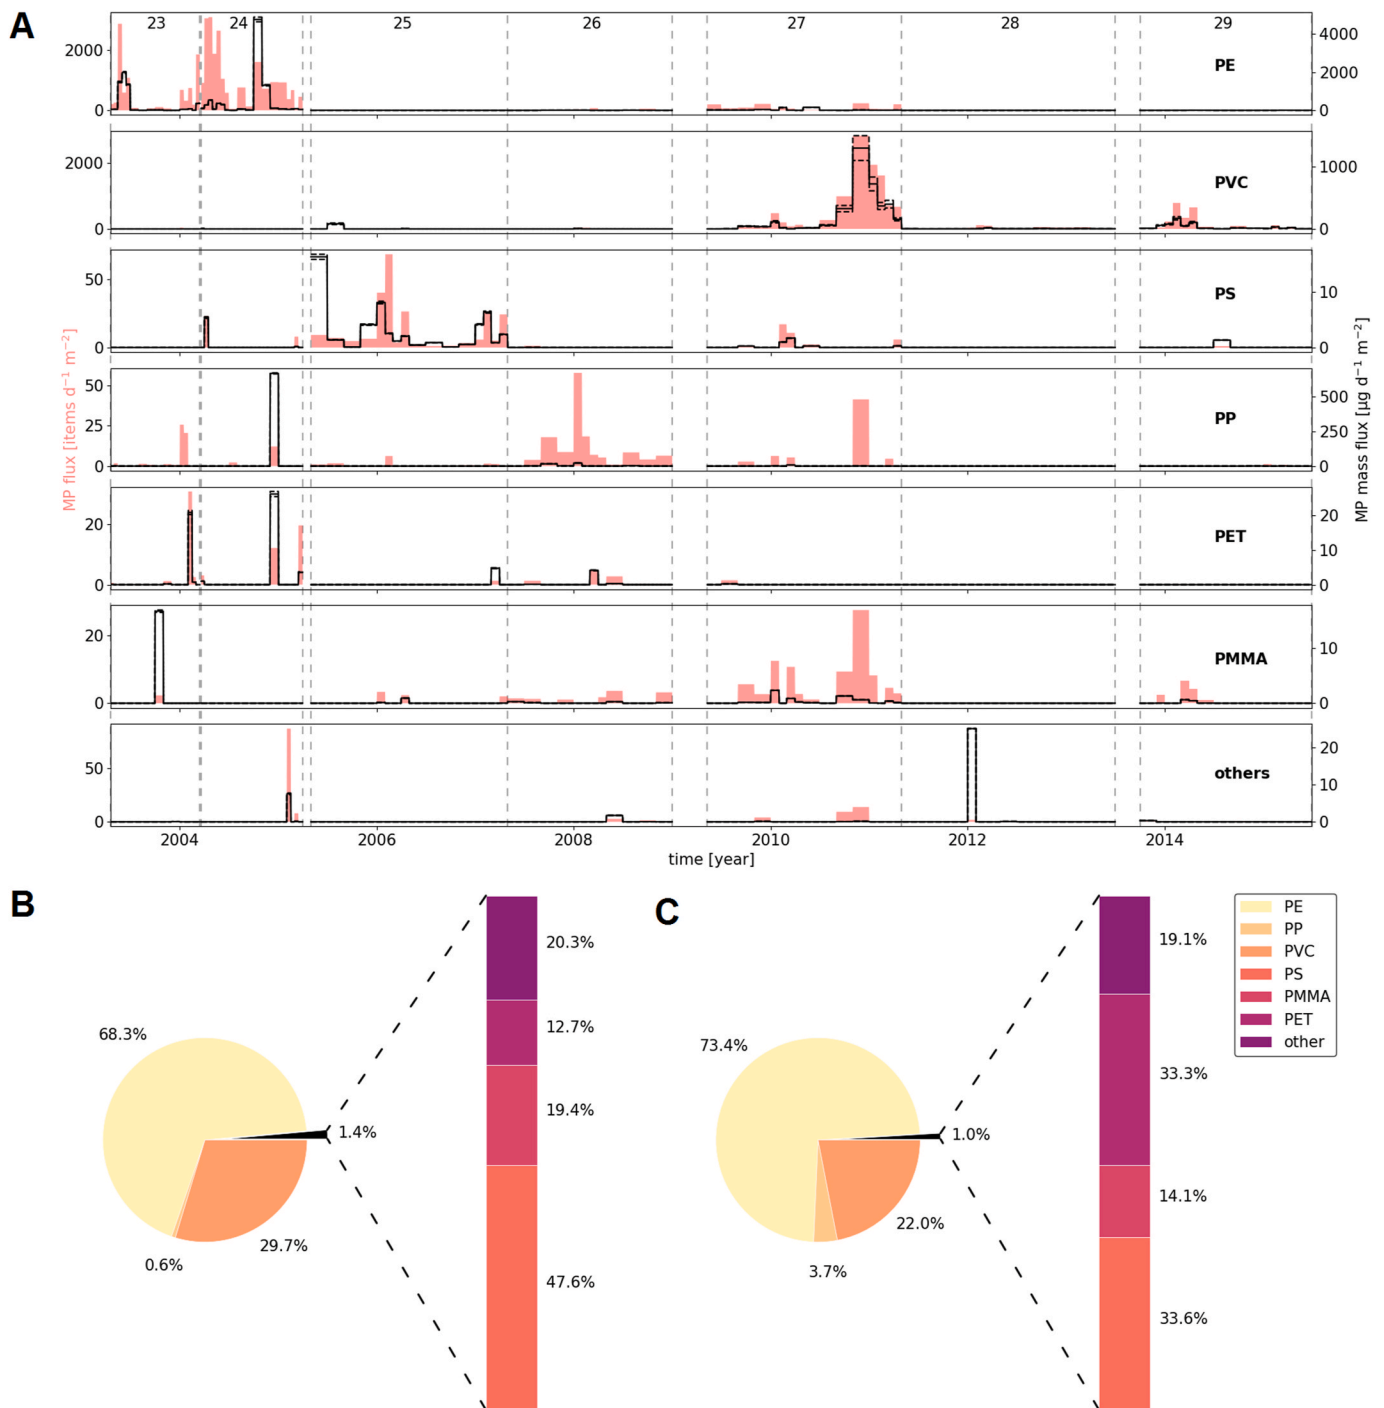 A
23 24 25 26 27 28 29
2000
0
4000
2000
0
PE
2000
0
1000
0
PVC
50
0
10
0
PS
50
25
0
500
250
0
PP
20
0
20
10
0
PET
20
0
10
0
PMMA
50
0
20
10
0
others
MP flux [items d⁻¹ m⁻²]
MP mass flux [µg d⁻¹ m⁻²]
2004 2006 2008 2010 2012 2014
time [year]
B
68.3%
1.4%
29.7%
0.6%
20.3%
12.7%
19.4%
47.6%
C
73.4%
1.0%
22.0%
3.7%
19.1%
33.3%
14.1%
33.6%
PE
PP
PVC
PS
PMMA
PET
other